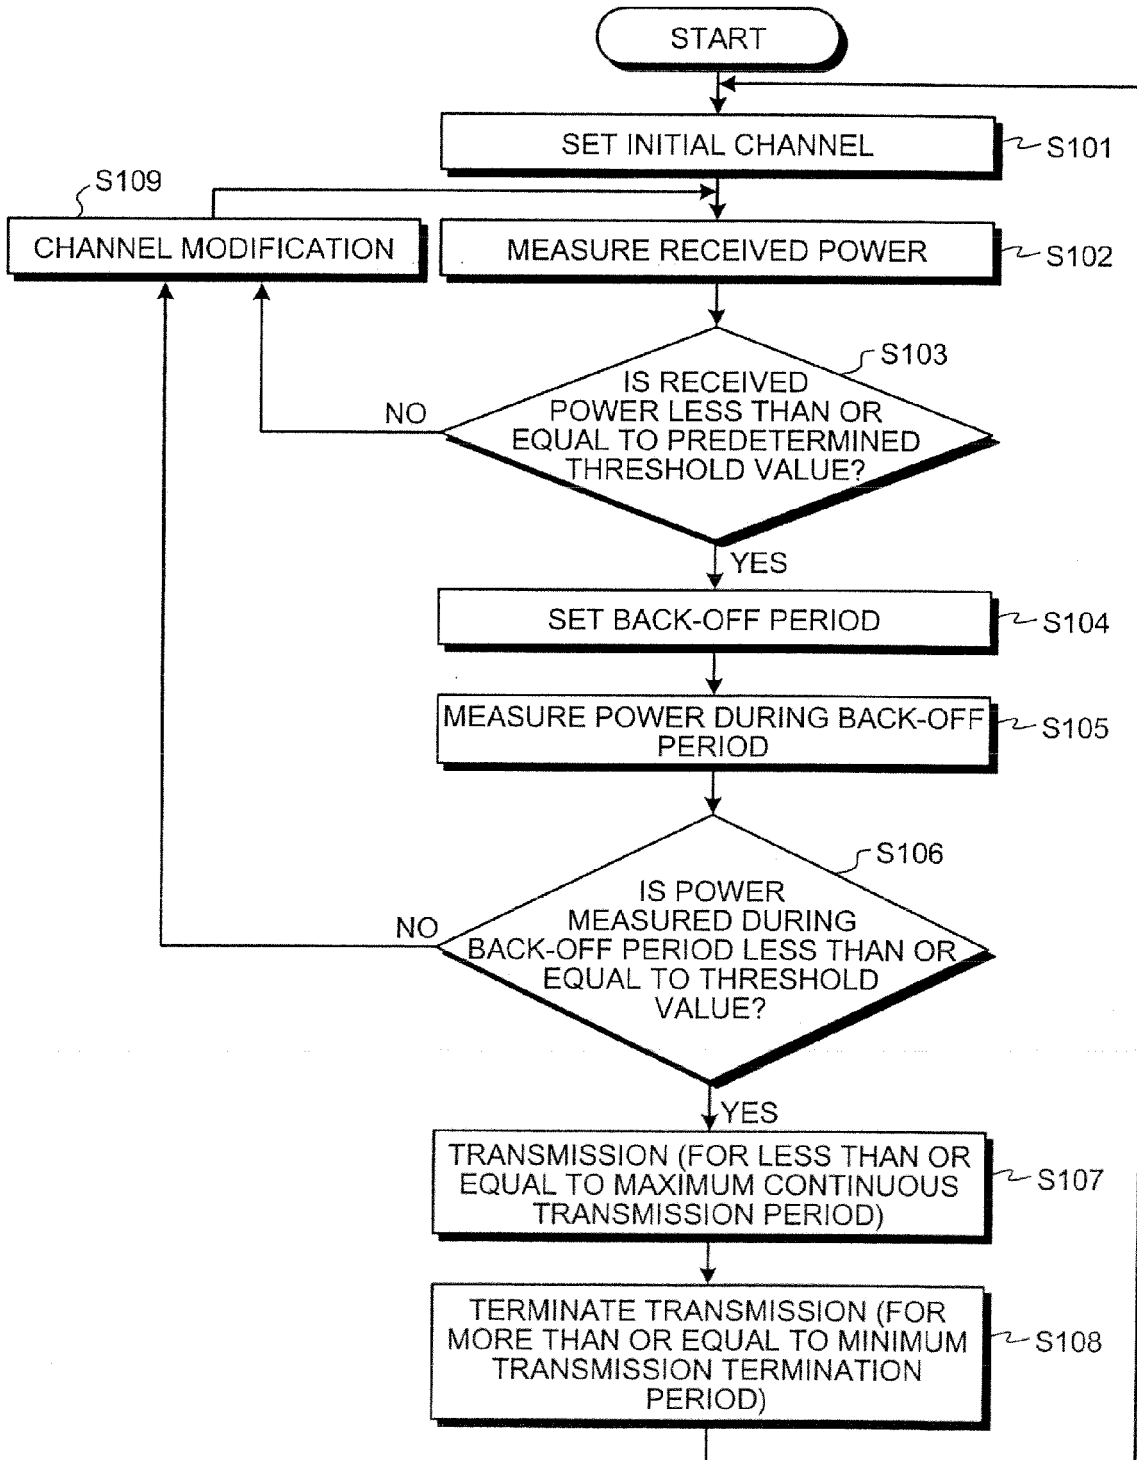 START
SET INITIAL CHANNEL
S101
S109
CHANNEL MODIFICATION
MEASURE RECEIVED POWER
S102
S103
IS RECEIVED
POWER LESS THAN OR
EQUAL TO PREDETERMINED
THRESHOLD VALUE?
NO
YES
SET BACK-OFF PERIOD
S104
MEASURE POWER DURING BACK-OFF
PERIOD
S105
S106
IS POWER
MEASURED DURING
BACK-OFF PERIOD LESS THAN OR
EQUAL TO THRESHOLD
VALUE?
NO
YES
TRANSMISSION (FOR LESS THAN OR
EQUAL TO MAXIMUM CONTINUOUS
TRANSMISSION PERIOD)
S107
TERMINATE TRANSMISSION (FOR
MORE THAN OR EQUAL TO MINIMUM
TRANSMISSION TERMINATION
PERIOD)
S108